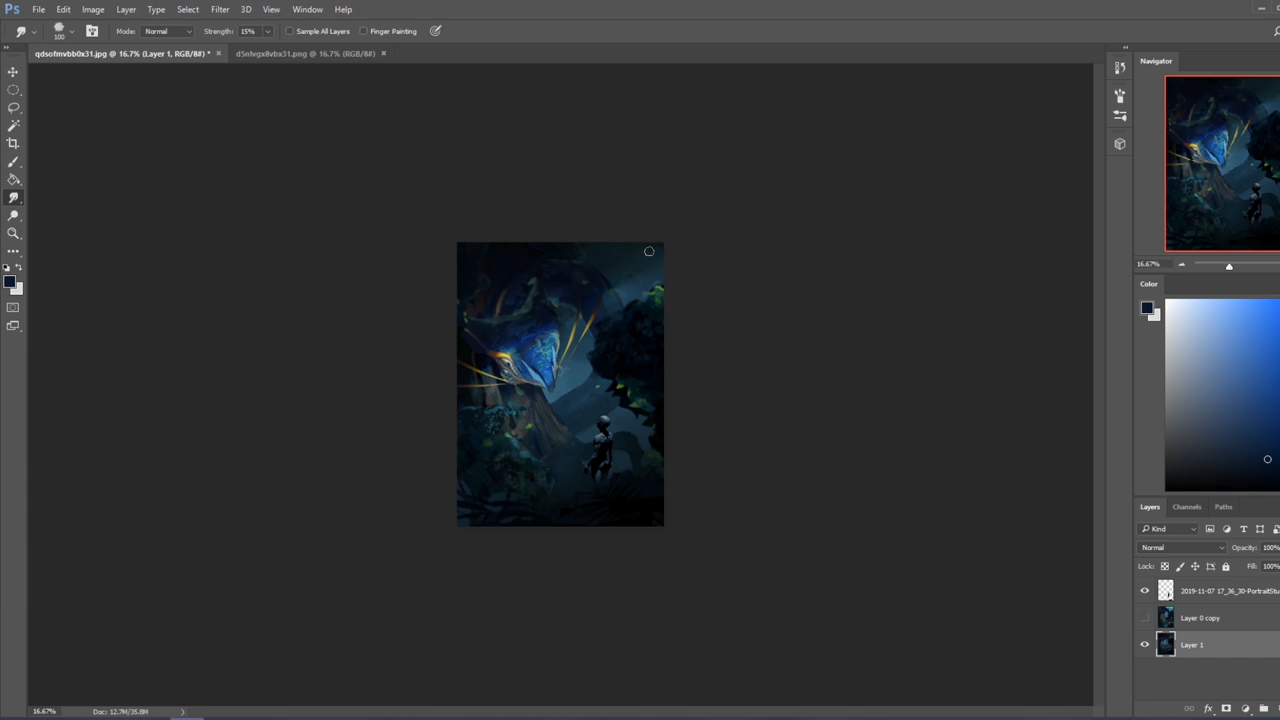 Ps File Edit Image Layer Type Select Filter 3D View Window Help
100 Mode: Normal Strength: 15% Sample All Layers Finger Painting
qdsofmvbb0x31.jpg @ 16.7% (Layer 1, RGB/8#) * × d5nlvgx8vbx31.png @ 16.7% (RGB/8#) ×
Navigator
16.67%
Color
Layers Channels Paths
Kind
Normal Opacity: 100%
Lock: Fill: 100%
2019-11-07 17_36_30-PortraitStu
Layer 0 copy
Layer 1
fx
16.67% Doc: 12.7M/35.8M